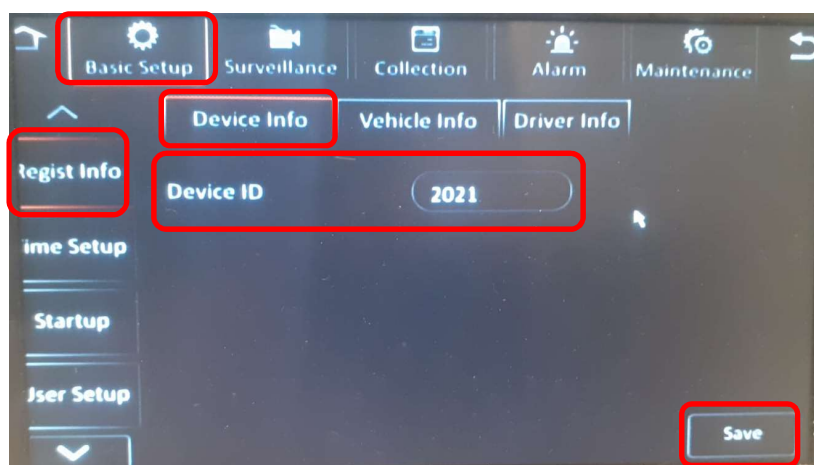 Basic Setup
Surveillance
Collection
Alarm
Maintenance
Device Info
Vehicle Info
Driver Info
Regist Info
Device ID
2021
ime Setup
Startup
User Setup
Save